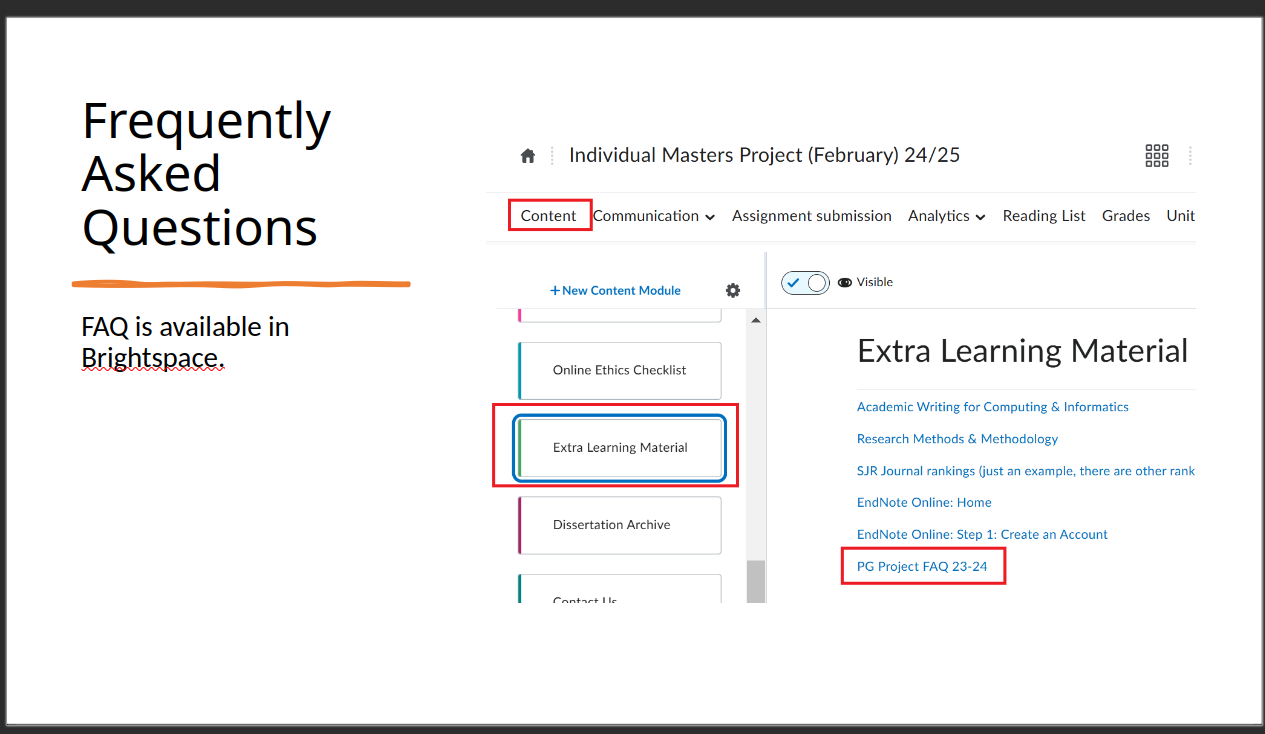 Frequently
Asked
Questions
FAQ is available in
Brightspace.
Individual Masters Project (February) 24/25
Content Communication Assignment submission Analytics Reading List Grades Unit
+ New Content Module
Visible
Online Ethics Checklist
Extra Learning Material
Dissertation Archive
Contact Us
Extra Learning Material
Academic Writing for Computing & Informatics
Research Methods & Methodology
SJR Journal rankings (just an example, there are other rank
EndNote Online: Home
EndNote Online: Step 1: Create an Account
PG Project FAQ 23-24